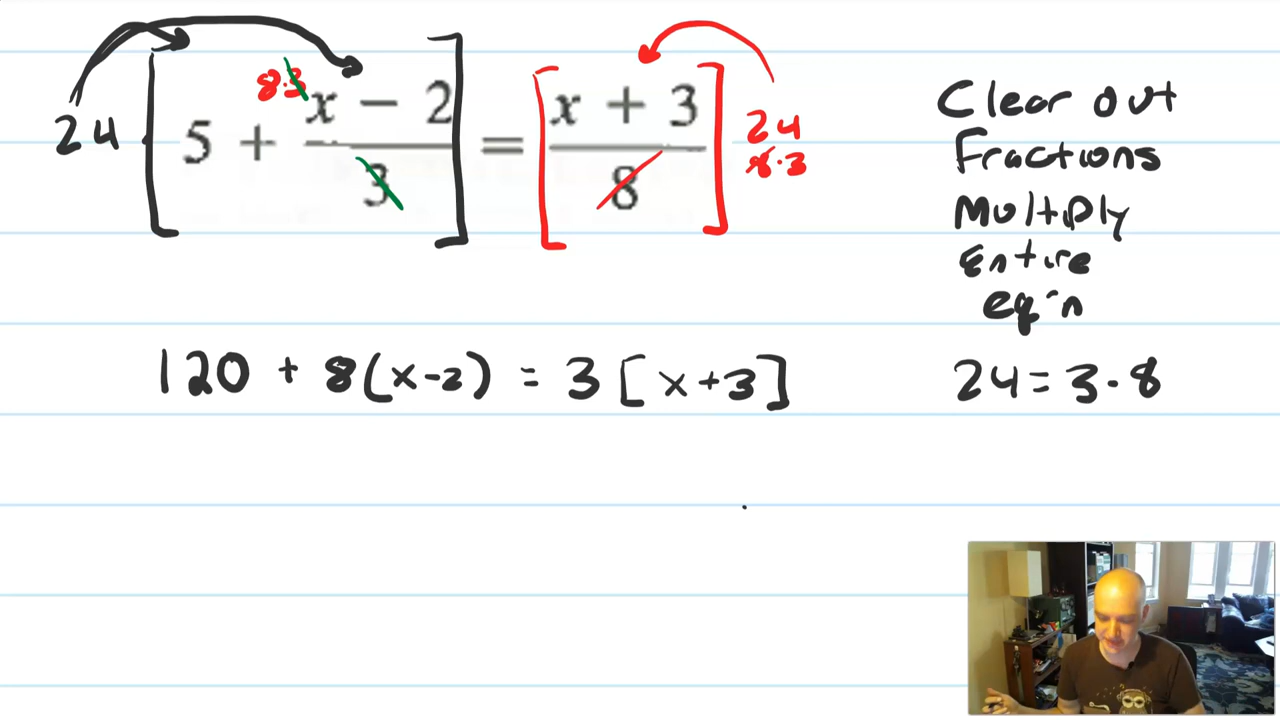 24 [ 5 + 8·3 x − 2 / 3 ] = [ x + 3 / 8 ] 24
8·3
120 + 8(x-2) = 3 [ x+3 ]
Clear out
Fractions
Multiply
Entire
eq'n
24 = 3·8